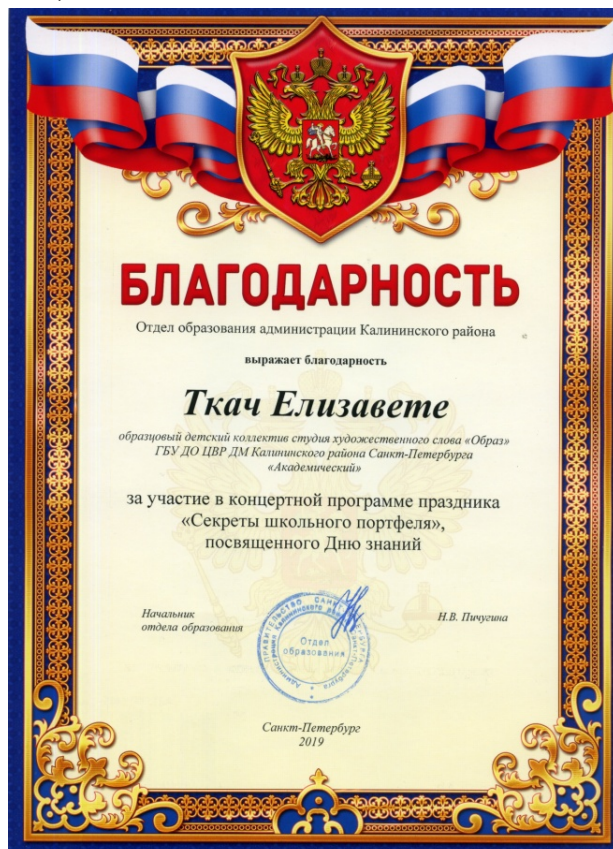 БЛАГОДАРНОСТЬ
Отдел образования администрации Калининского района
выражает благодарность
Ткач Елизавете
образцовый детский коллектив студия художественного слова «Образ»
ГБУ ДО ЦВР ДМ Калининского района Санкт-Петербурга
«Академический»
за участие в концертной программе праздника
«Секреты школьного портфеля»,
посвященного Дню знаний
Начальник
отдела образования
Н.В. Пичугина
Отдел
образования
Санкт-Петербург
2019